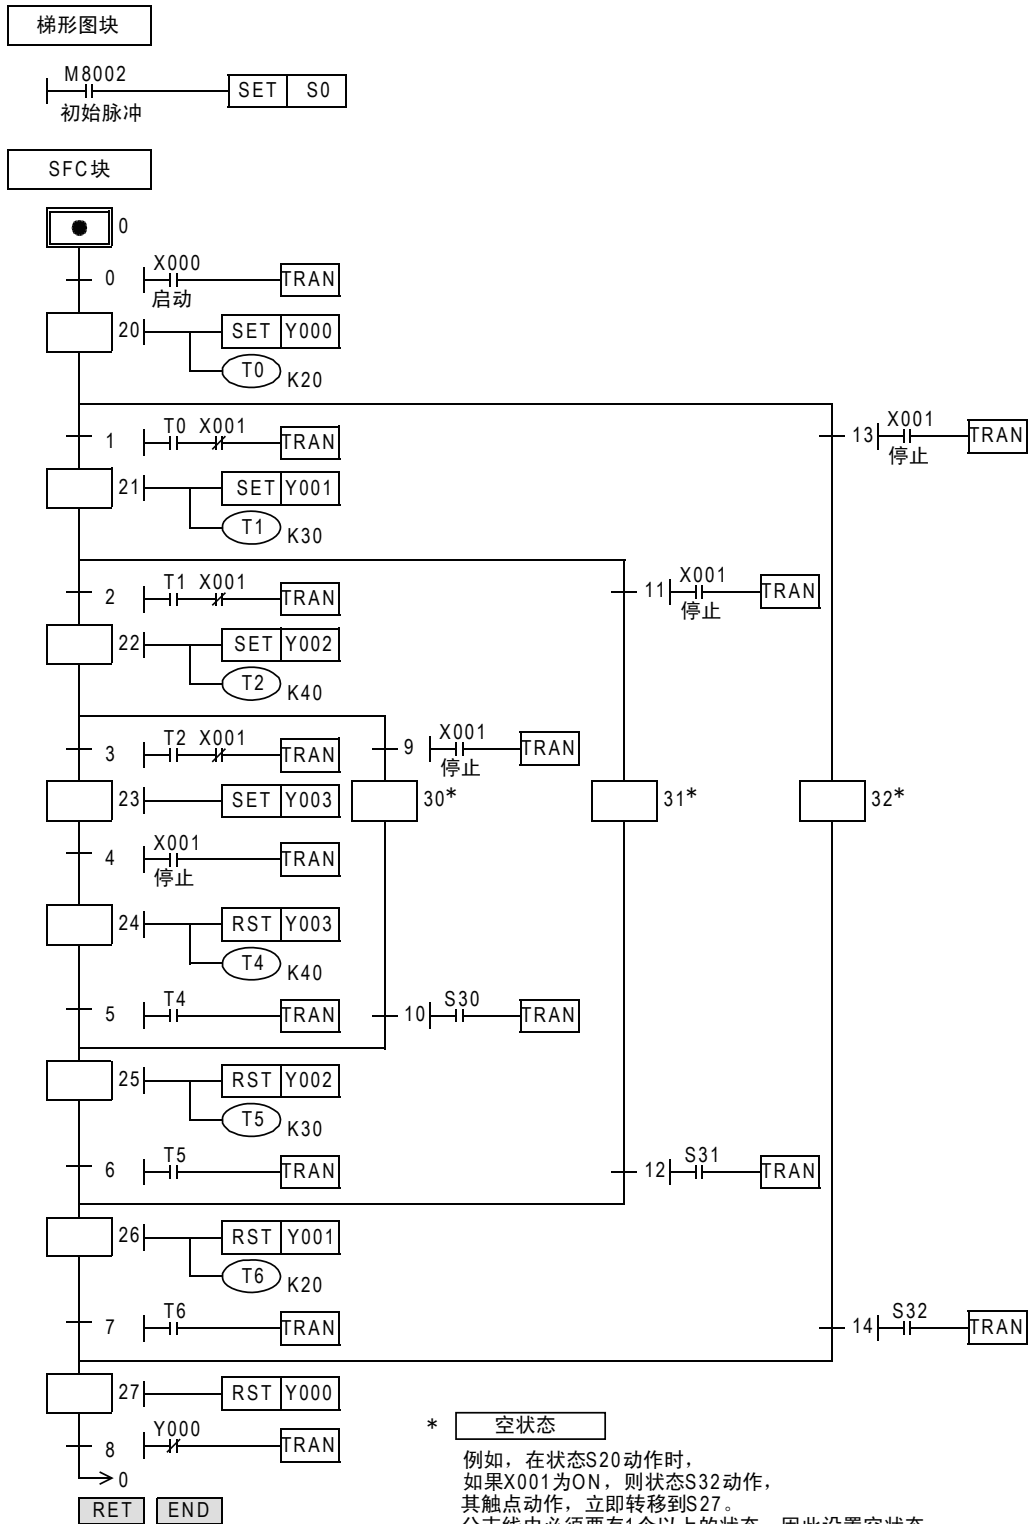 梯形图块
M8002
SET S0
初始脉冲
SFC块
0
0 X000 TRAN
启动
20 SET Y000
T0 K20
1 T0 X001 TRAN
13 X001 TRAN
停止
21 SET Y001
T1 K30
2 T1 X001 TRAN
11 X001 TRAN
停止
22 SET Y002
T2 K40
3 T2 X001 TRAN
9 X001 TRAN
停止
23 SET Y003
30*
31*
32*
4 X001 TRAN
停止
24 RST Y003
T4 K40
5 T4 TRAN
10 S30 TRAN
25 RST Y002
T5 K30
6 T5 TRAN
12 S31 TRAN
26 RST Y001
T6 K20
7 T6 TRAN
14 S32 TRAN
27 RST Y000
8 Y000 TRAN
0
RET END
* 空状态
例如，在状态S20动作时，
如果X001为ON，则状态S32动作，
其触点动作，立即转移到S27。